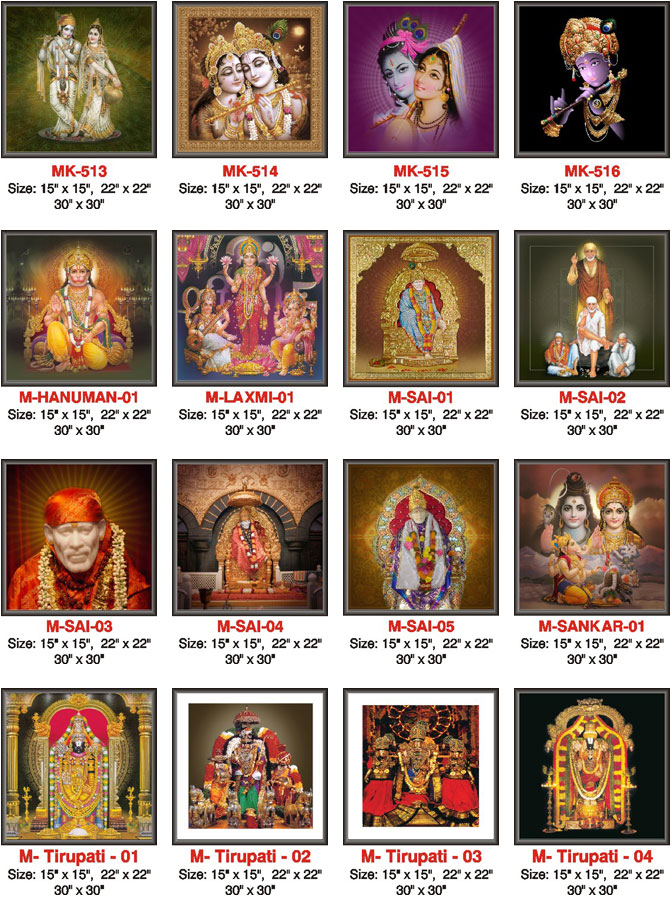 MK-513
Size: 15" x 15", 22" x 22"
30" x 30"
MK-514
Size: 15" x 15", 22" x 22"
30" x 30"
MK-515
Size: 15" x 15", 22" x 22"
30" x 30"
MK-516
Size: 15" x 15", 22" x 22"
30" x 30"
M-HANUMAN-01
Size: 15" x 15", 22" x 22"
30" x 30"
M-LAXMI-01
Size: 15" x 15", 22" x 22"
30" x 30"
M-SAI-01
Size: 15" x 15", 22" x 22"
30" x 30"
M-SAI-02
Size: 15" x 15", 22" x 22"
30" x 30"
M-SAI-03
Size: 15" x 15", 22" x 22"
30" x 30"
M-SAI-04
Size: 15" x 15", 22" x 22"
30" x 30"
M-SAI-05
Size: 15" x 15", 22" x 22"
30" x 30"
M-SANKAR-01
Size: 15" x 15", 22" x 22"
30" x 30"
M- Tirupati - 01
Size: 15" x 15", 22" x 22"
30" x 30"
M- Tirupati - 02
Size: 15" x 15", 22" x 22"
30" x 30"
M- Tirupati - 03
Size: 15" x 15", 22" x 22"
30" x 30"
M- Tirupati - 04
Size: 15" x 15", 22" x 22"
30" x 30"